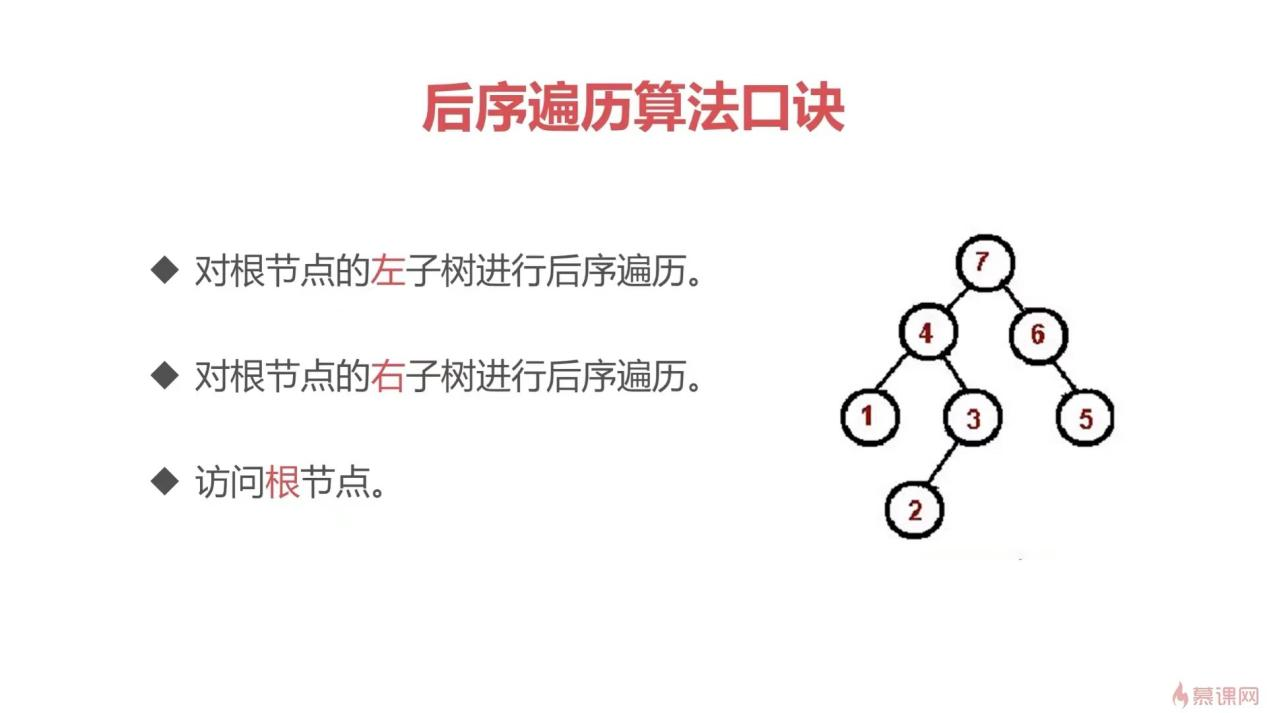 后序遍历算法口诀
◆ 对根节点的左子树进行后序遍历。
◆ 对根节点的右子树进行后序遍历。
◆ 访问根节点。
7
4 6
1 3 5
2
慕课网